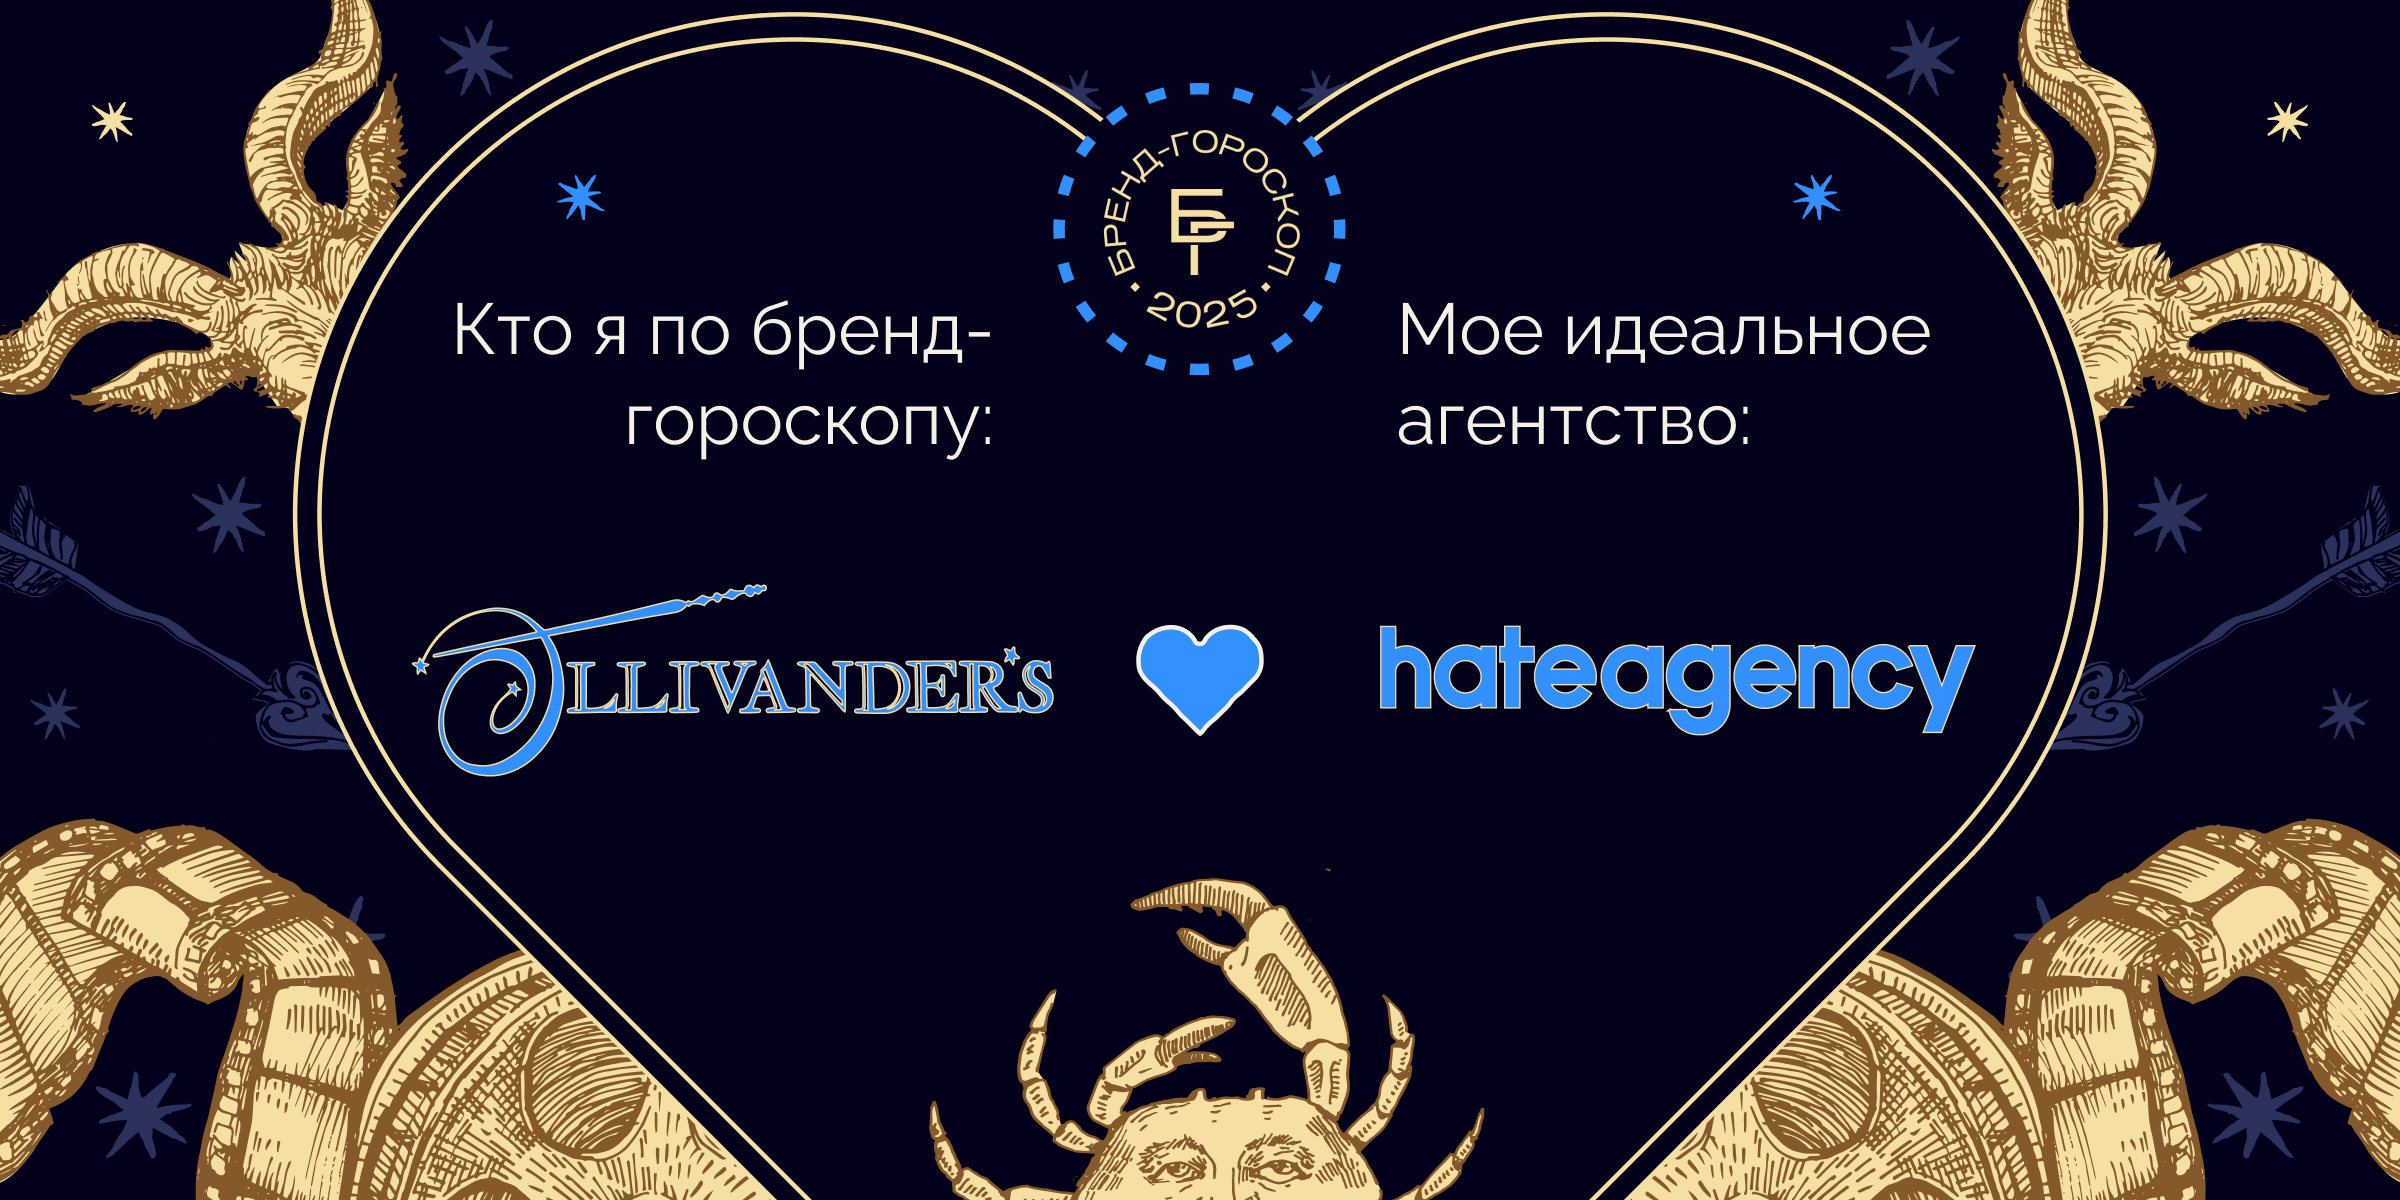 БРЕНД-ГОРОСКОП
БГ
• 2025 •
Кто я по бренд-
гороскопу:
Мое идеальное
агентство:
OLLIVANDER'S
hateagency